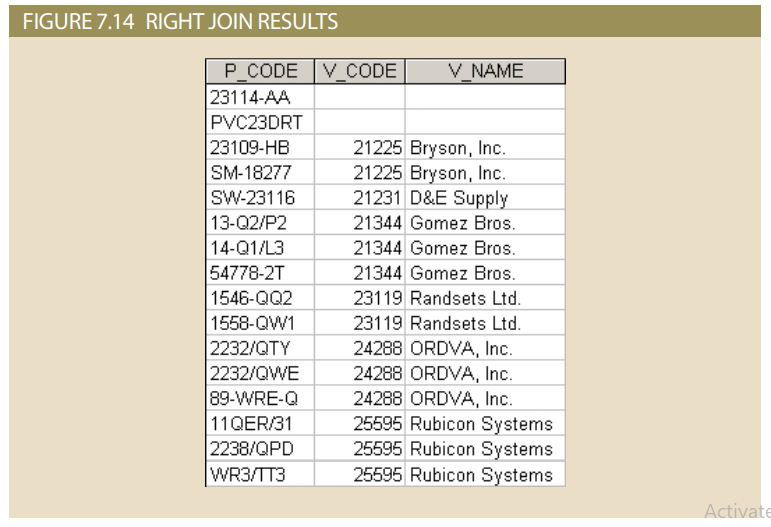 FIGURE 7.14 RIGHT JOIN RESULTS
P_CODE V_CODE V_NAME
23114-AA
PVC23DRT
23109-HB 21225 Bryson, Inc.
SM-18277 21225 Bryson, Inc.
SW-23116 21231 D&E Supply
13-Q2/P2 21344 Gomez Bros.
14-Q1/L3 21344 Gomez Bros.
54778-2T 21344 Gomez Bros.
1546-QQ2 23119 Randsets Ltd.
1558-QW1 23119 Randsets Ltd.
2232/QTY 24288 ORDVA, Inc.
2232/QWE 24288 ORDVA, Inc.
89-WRE-Q 24288 ORDVA, Inc.
11QER/31 25595 Rubicon Systems
2238/QPD 25595 Rubicon Systems
WR3/TT3 25595 Rubicon Systems
Activate